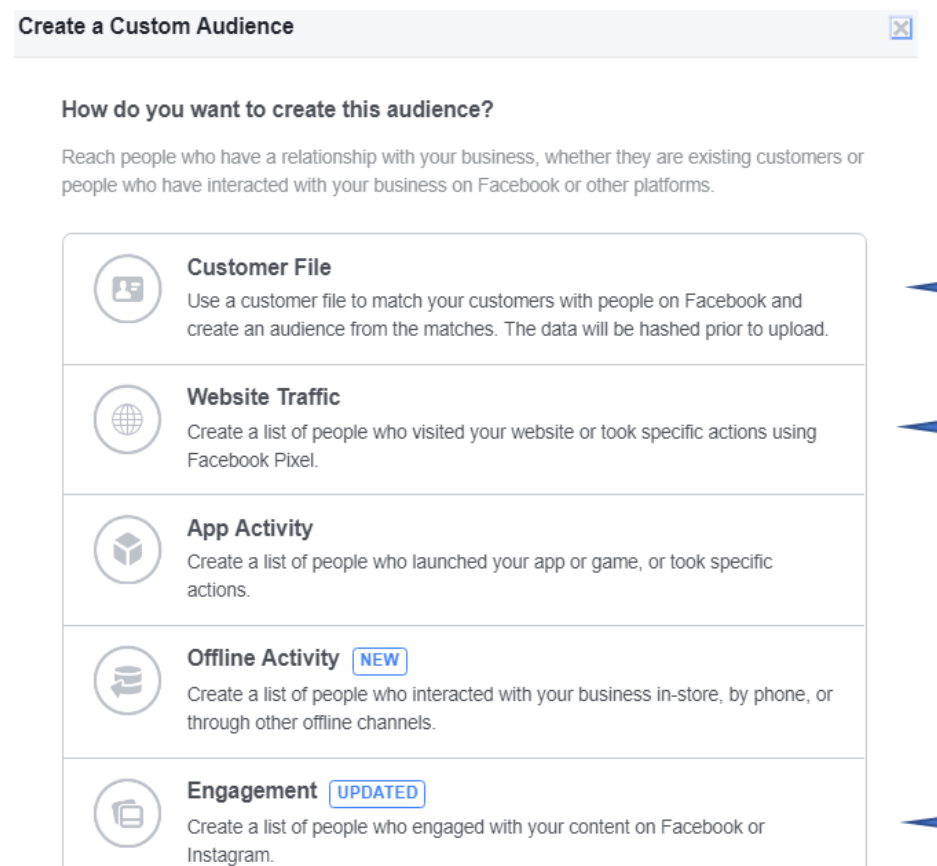 Create a Custom Audience
How do you want to create this audience?
Reach people who have a relationship with your business, whether they are existing customers or
people who have interacted with your business on Facebook or other platforms.
Customer File
Use a customer file to match your customers with people on Facebook and
create an audience from the matches. The data will be hashed prior to upload.
Website Traffic
Create a list of people who visited your website or took specific actions using
Facebook Pixel.
App Activity
Create a list of people who launched your app or game, or took specific
actions.
Offline Activity NEW
Create a list of people who interacted with your business in-store, by phone, or
through other offline channels.
Engagement UPDATED
Create a list of people who engaged with your content on Facebook or
Instagram.